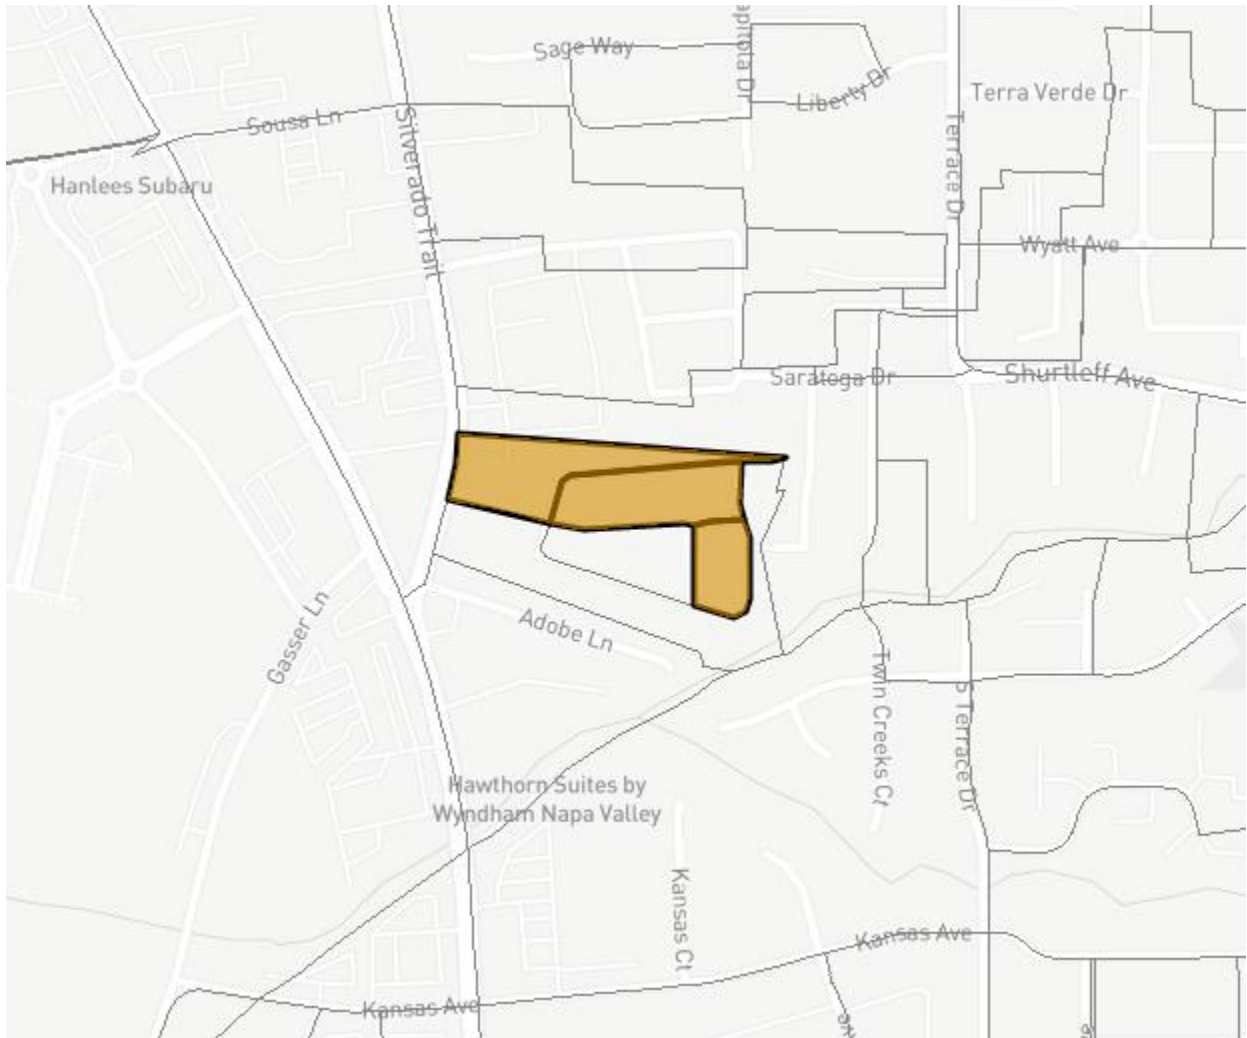 Sage Way
apitola Dr
Liberty Dr
Terra Verde Dr
Sousa Ln
Silverado Trail
Terrace Dr
Hanlees Subaru
Wyatt Ave
Saratoga Dr
Shurtleff Ave
Gasser Ln
Adobe Ln
Twin Creeks Ct
S Terrace Dr
Hawthorn Suites by
Wyndham Napa Valley
Kansas Ct
Kansas Ave
Kansas Ave